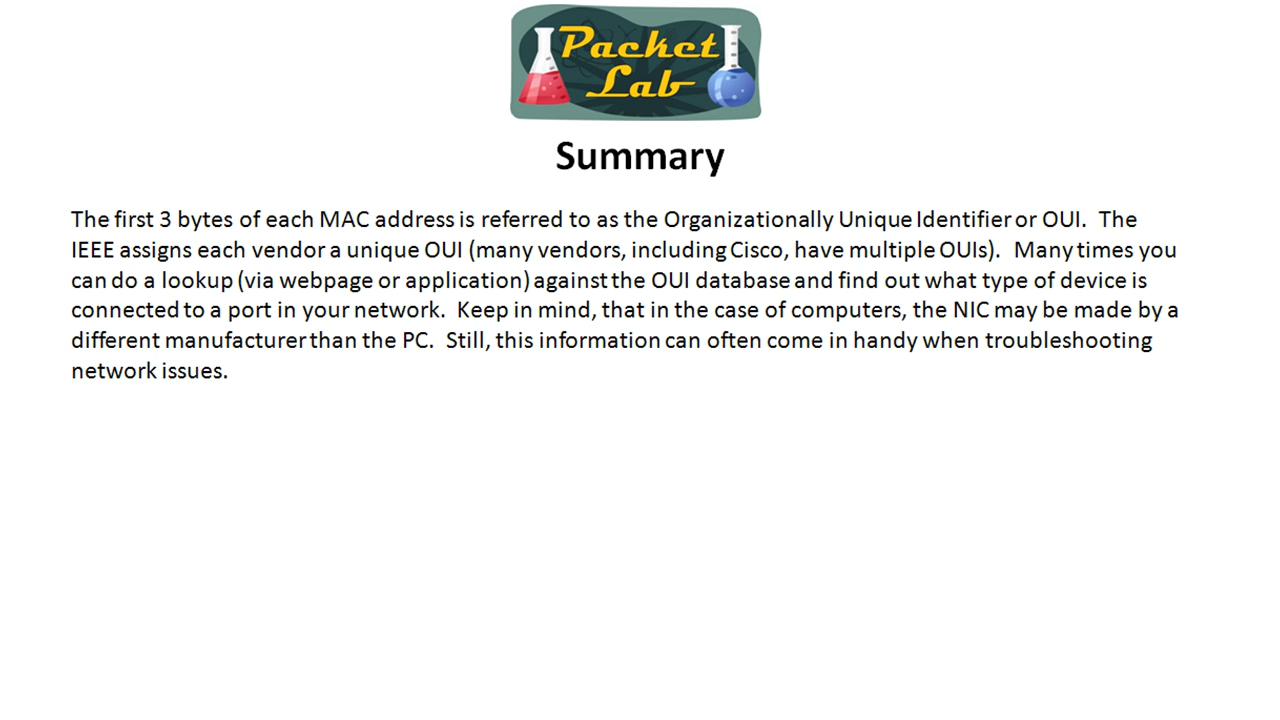 Packet
Lab
Summary
The first 3 bytes of each MAC address is referred to as the Organizationally Unique Identifier or OUI.  The
IEEE assigns each vendor a unique OUI (many vendors, including Cisco, have multiple OUIs).  Many times you
can do a lookup (via webpage or application) against the OUI database and find out what type of device is
connected to a port in your network.  Keep in mind, that in the case of computers, the NIC may be made by a
different manufacturer than the PC.  Still, this information can often come in handy when troubleshooting
network issues.